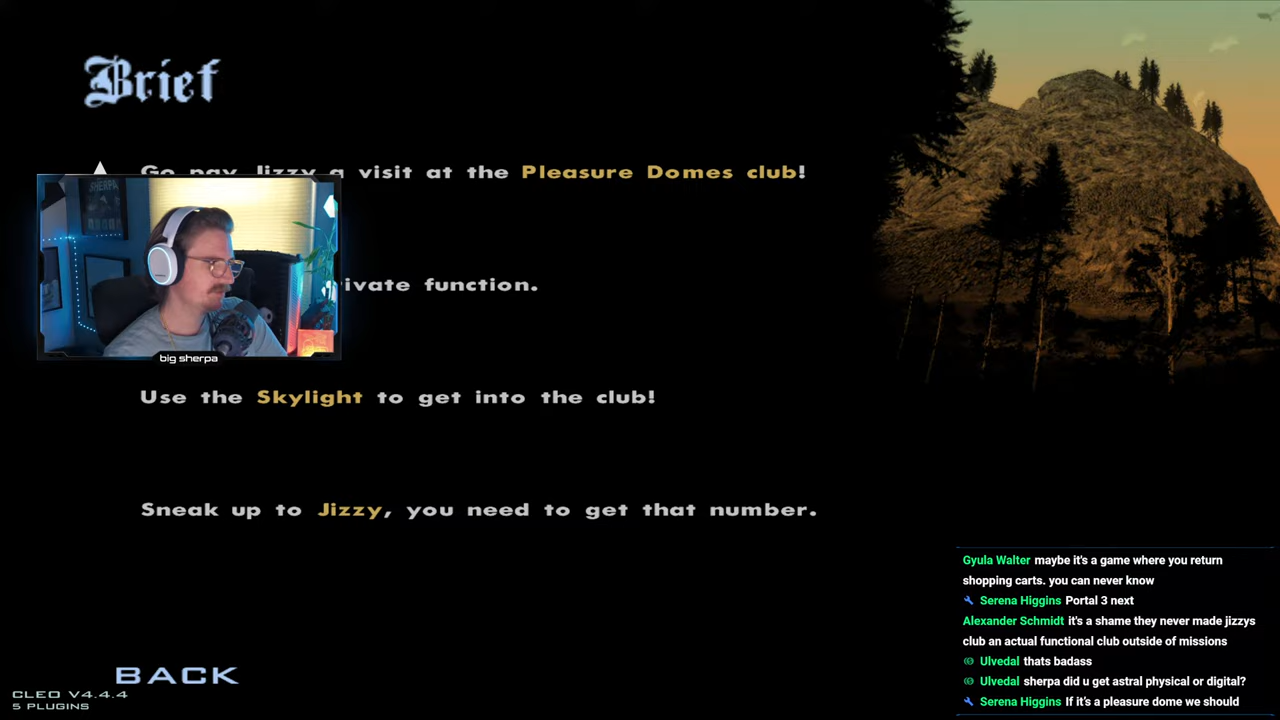 Brief
Go pay Jizzy a visit at the Pleasure Domes club!
ivate function.
big sherpa
Use the Skylight to get into the club!
Sneak up to Jizzy, you need to get that number.
Gyula Walter maybe it's a game where you return
shopping carts. you can never know
Serena Higgins Portal 3 next
Alexander Schmidt it's a shame they never made jizzys
club an actual functional club outside of missions
Ulvedal thats badass
Ulvedal sherpa did u get astral physical or digital?
Serena Higgins If it's a pleasure dome we should
BACK
CLEO V4.4.4
5 PLUGINS